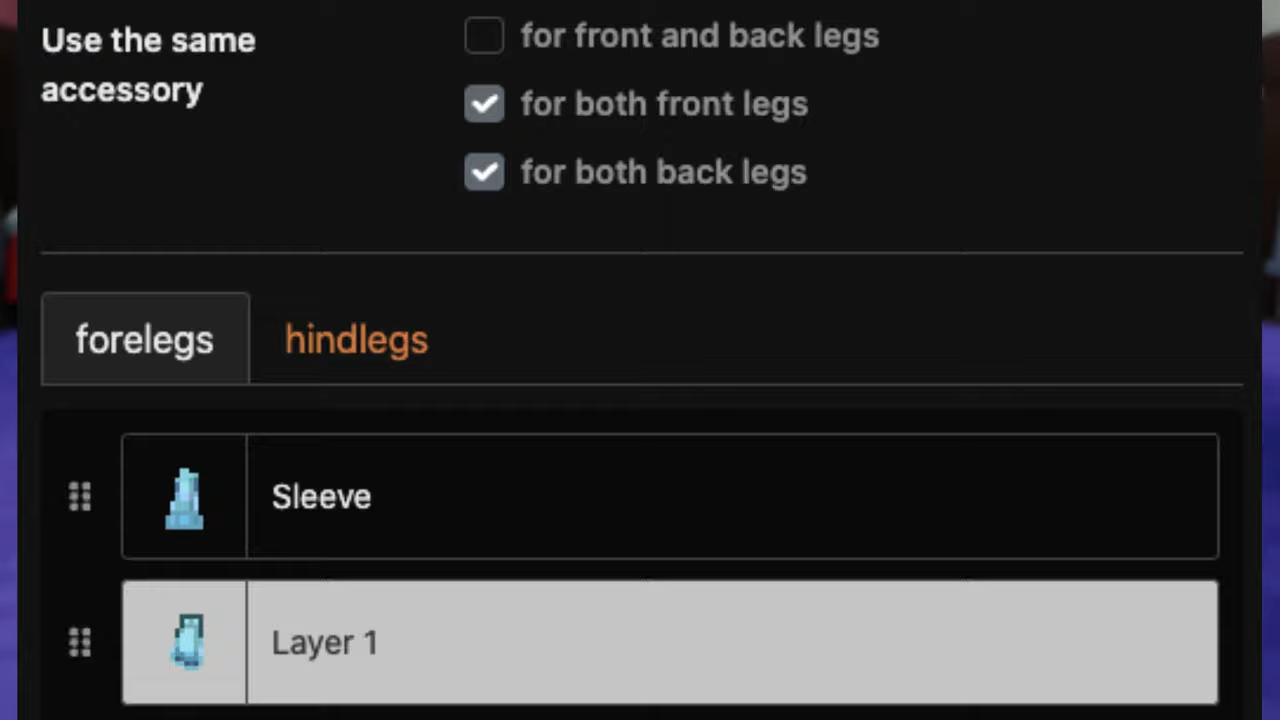 Use the same
accessory
for front and back legs
for both front legs
for both back legs
forelegs
hindlegs
Sleeve
Layer 1